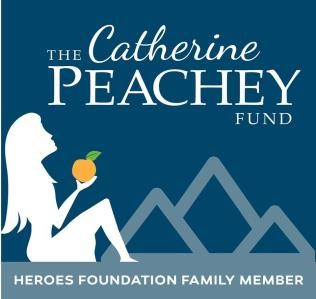 THE Catherine
PEACHEY
FUND
HEROES FOUNDATION FAMILY MEMBER